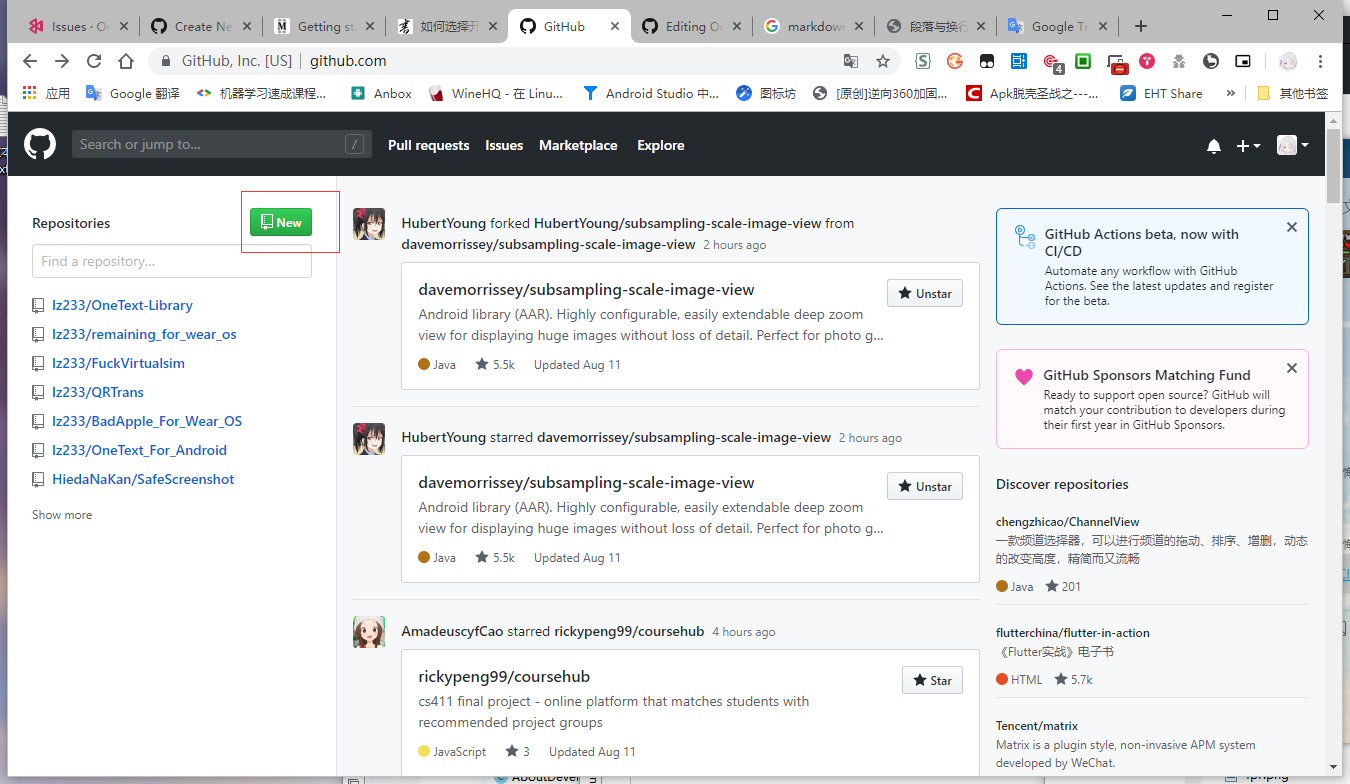 Issues · Or
Create Ne
Getting sta
如何选择开
GitHub
Editing On
markdown
段落与换行
Google Tr
GitHub, Inc. [US] | github.com
4
应用
Google 翻译
机器学习速成课程...
Anbox
WineHQ - 在 Linu...
Android Studio 中...
图标坊
[原创]逆向360加固...
Apk脱壳圣战之---...
EHT Share
»
其他书签
Search or jump to...
/
Pull requests
Issues
Marketplace
Explore
Repositories
New
Find a repository...
lz233/OneText-Library
lz233/remaining_for_wear_os
lz233/FuckVirtualsim
lz233/QRTrans
lz233/BadApple_For_Wear_OS
lz233/OneText_For_Android
HiedaNaKan/SafeScreenshot
Show more
HubertYoung forked HubertYoung/subsampling-scale-image-view from
davemorrissey/subsampling-scale-image-view 2 hours ago
davemorrissey/subsampling-scale-image-view
Unstar
Android library (AAR). Highly configurable, easily extendable deep zoom
view for displaying huge images without loss of detail. Perfect for photo g...
Java 5.5k Updated Aug 11
HubertYoung starred davemorrissey/subsampling-scale-image-view 2 hours ago
davemorrissey/subsampling-scale-image-view
Unstar
Android library (AAR). Highly configurable, easily extendable deep zoom
view for displaying huge images without loss of detail. Perfect for photo g...
Java 5.5k Updated Aug 11
AmadeuscyfCao starred rickypeng99/coursehub 4 hours ago
rickypeng99/coursehub
Star
cs411 final project - online platform that matches students with
recommended project groups
JavaScript 3 Updated Aug 11
GitHub Actions beta, now with
CI/CD
Automate any workflow with GitHub
Actions. See the latest updates and register
for the beta.
GitHub Sponsors Matching Fund
Ready to support open source? GitHub will
match your contribution to developers during
their first year in GitHub Sponsors.
Discover repositories
chengzhicao/ChannelView
一款频道选择器，可以进行频道的拖动、排序、增删，动态
的改变高度，精简而又流畅
Java 201
flutterchina/flutter-in-action
《Flutter实战》电子书
HTML 5.7k
Tencent/matrix
Matrix is a plugin style, non-invasive APM system
developed by WeChat.